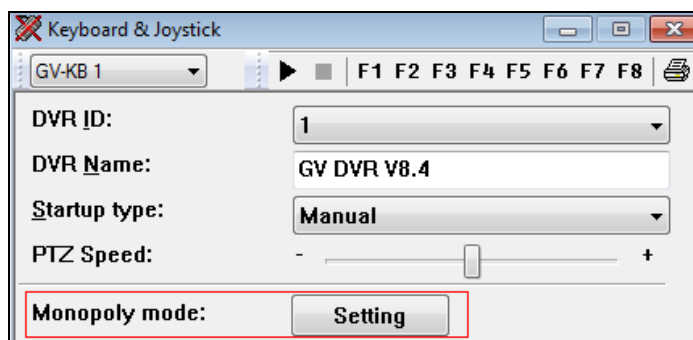 Keyboard & Joystick
GV-KB 1 F1 F2 F3 F4 F5 F6 F7 F8
DVR ID: 1
DVR Name: GV DVR V8.4
Startup type: Manual
PTZ Speed: - +
Monopoly mode: Setting